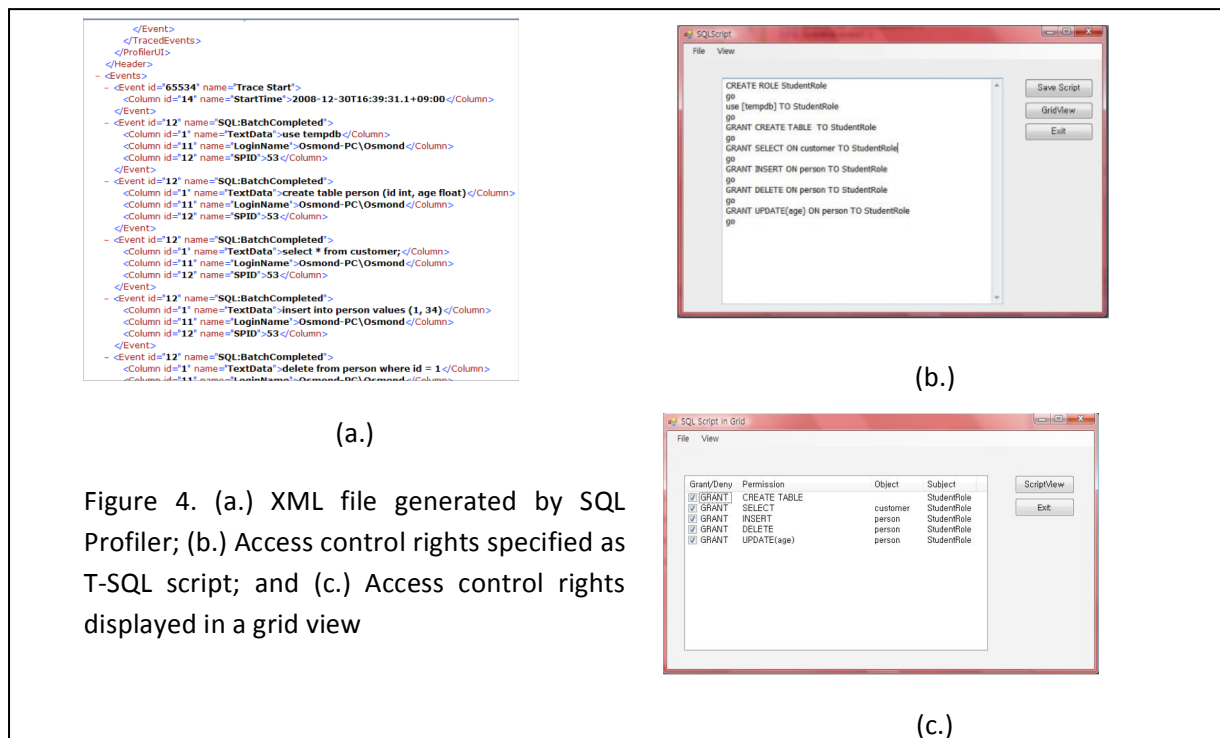 </Event>
</TracedEvents>
</ProfilerUI>
</Header>
- <Events>
- <Event id="65534" name="Trace Start">
<Column id="14" name="StartTime">2008-12-30T16:39:31.1+09:00</Column>
</Event>
- <Event id="12" name="SQL:BatchCompleted">
<Column id="1" name="TextData">use tempdb</Column>
<Column id="11" name="LoginName">Osmond-PC\Osmond</Column>
<Column id="12" name="SPID">53</Column>
</Event>
- <Event id="12" name="SQL:BatchCompleted">
<Column id="1" name="TextData">create table person (id int, age float)</Column>
<Column id="11" name="LoginName">Osmond-PC\Osmond</Column>
<Column id="12" name="SPID">53</Column>
</Event>
- <Event id="12" name="SQL:BatchCompleted">
<Column id="1" name="TextData">select * from customer;</Column>
<Column id="11" name="LoginName">Osmond-PC\Osmond</Column>
<Column id="12" name="SPID">53</Column>
</Event>
- <Event id="12" name="SQL:BatchCompleted">
<Column id="1" name="TextData">insert into person values (1, 34)</Column>
<Column id="11" name="LoginName">Osmond-PC\Osmond</Column>
<Column id="12" name="SPID">53</Column>
</Event>
- <Event id="12" name="SQL:BatchCompleted">
<Column id="1" name="TextData">delete from person where id = 1</Column>
<Column id="11" name="LoginName">Osmond-PC\Osmond</Column>
(a.)
SQLScript
File View
CREATE ROLE StudentRole
go
use [tempdb] TO StudentRole
go
GRANT CREATE TABLE TO StudentRole
go
GRANT SELECT ON customer TO StudentRole
go
GRANT INSERT ON person TO StudentRole
go
GRANT DELETE ON person TO StudentRole
go
GRANT UPDATE(age) ON person TO StudentRole
go
Save Script
GridView
Exit
(b.)
SQL Script in Grid
File View
Grant/Deny Permission Object Subject
GRANT CREATE TABLE StudentRole
GRANT SELECT customer StudentRole
GRANT INSERT person StudentRole
GRANT DELETE person StudentRole
GRANT UPDATE(age) person StudentRole
ScriptView
Exit
(c.)
Figure 4. (a.) XML file generated by SQL
Profiler; (b.) Access control rights specified as
T-SQL script; and (c.) Access control rights
displayed in a grid view